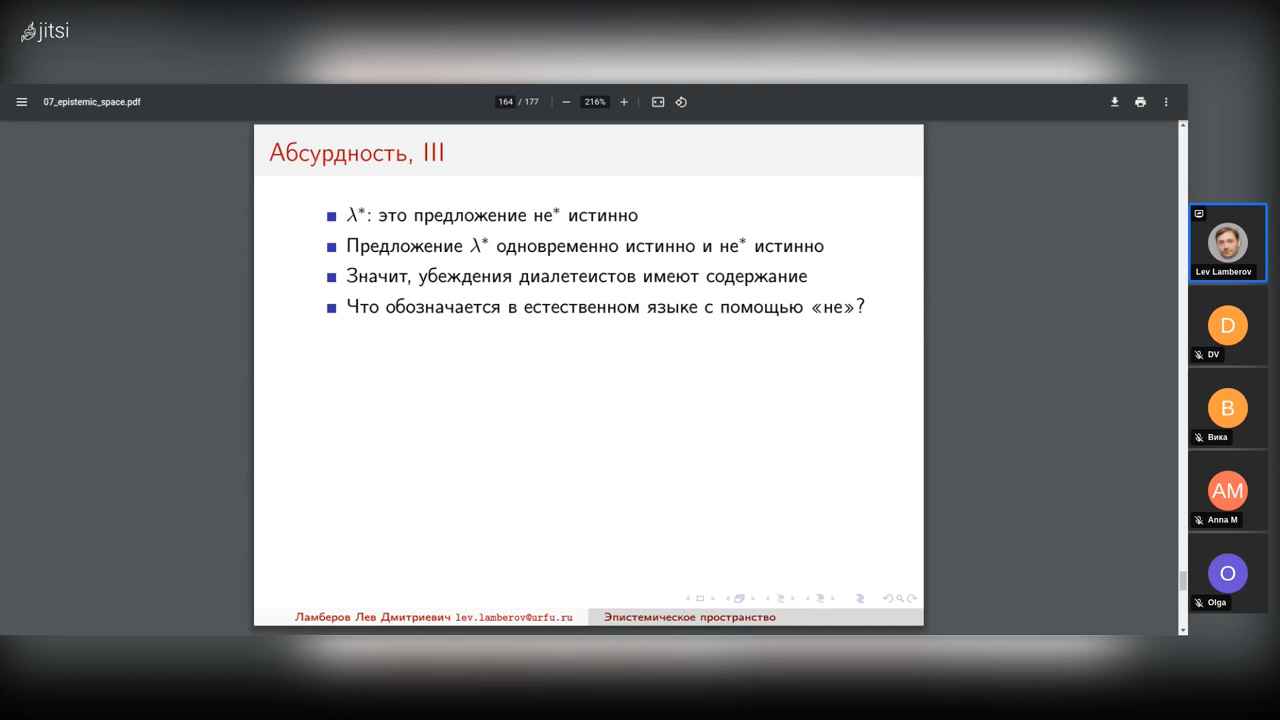 jitsi
07_epistemic_space.pdf
164 / 177
216%
Абсурдность, III
λ*: это предложение не* истинно
Предложение λ* одновременно истинно и не* истинно
Значит, убеждения диалетеистов имеют содержание
Что обозначается в естественном языке с помощью «не»?
Ламберов Лев Дмитриевич lev.lamberov@urfu.ru
Эпистемическое пространство
Lev Lamberov
D
DV
B
Вика
AM
Anna M
O
Olga